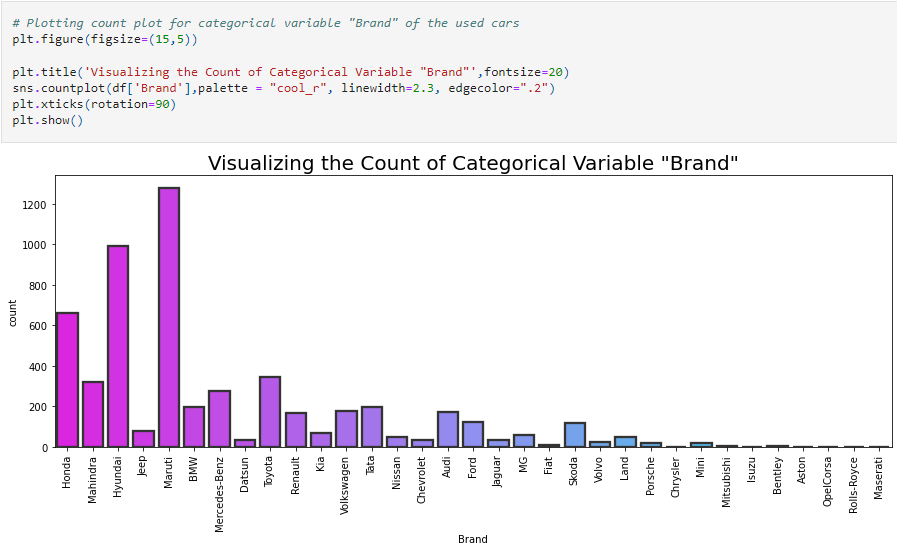 # Plotting count plot for categorical variable "Brand" of the used cars
plt.figure(figsize=(15,5))
plt.title('Visualizing the Count of Categorical Variable "Brand"',fontsize=20)
sns.countplot(df['Brand'],palette = "cool_r", linewidth=2.3, edgecolor=".2")
plt.xticks(rotation=90)
plt.show()
Visualizing the Count of Categorical Variable "Brand"
1200
1000
800
600
400
200
0
count
Honda
Mahindra
Hyundai
Jeep
Maruti
BMW
Mercedes-Benz
Datsun
Toyota
Renault
Kia
Volkswagen
Tata
Nissan
Chevrolet
Audi
Ford
Jaguar
MG
Fiat
Skoda
Volvo
Land
Porsche
Chrysler
Mini
Mitsubishi
Isuzu
Bentley
Aston
OpelCorsa
Rolls-Royce
Maserati
Brand